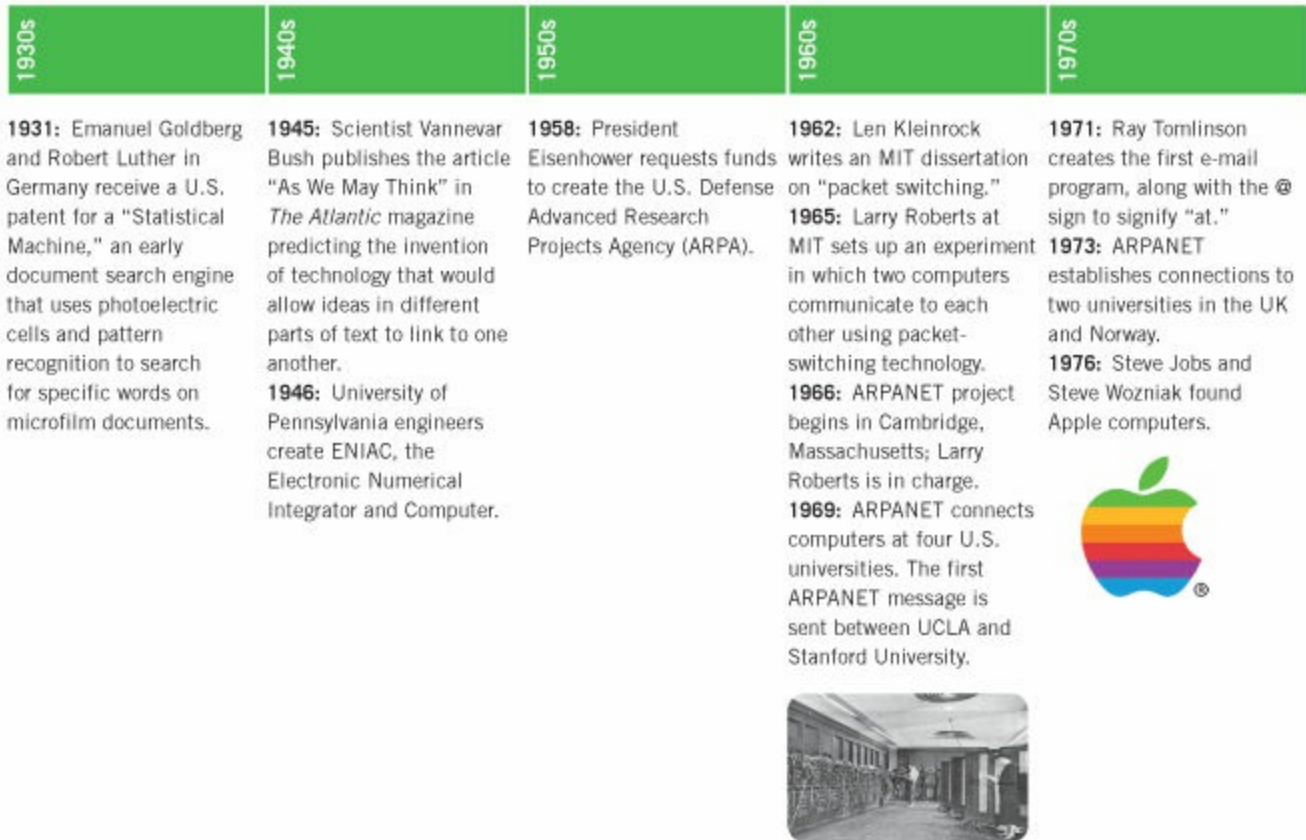 1930s
1940s
1950s
1960s
1970s
1931: Emanuel Goldberg
and Robert Luther in
Germany receive a U.S.
patent for a “Statistical
Machine,” an early
document search engine
that uses photoelectric
cells and pattern
recognition to search
for specific words on
microfilm documents.
1945: Scientist Vannevar
Bush publishes the article
“As We May Think” in
The Atlantic magazine
predicting the invention
of technology that would
allow ideas in different
parts of text to link to one
another.
1946: University of
Pennsylvania engineers
create ENIAC, the
Electronic Numerical
Integrator and Computer.
1958: President
Eisenhower requests funds
to create the U.S. Defense
Advanced Research
Projects Agency (ARPA).
1962: Len Kleinrock
writes an MIT dissertation
on “packet switching.”
1965: Larry Roberts at
MIT sets up an experiment
in which two computers
communicate to each
other using packet-
switching technology.
1966: ARPANET project
begins in Cambridge,
Massachusetts; Larry
Roberts is in charge.
1969: ARPANET connects
computers at four U.S.
universities. The first
ARPANET message is
sent between UCLA and
Stanford University.
1971: Ray Tomlinson
creates the first e-mail
program, along with the @
sign to signify “at.”
1973: ARPANET
establishes connections to
two universities in the UK
and Norway.
1976: Steve Jobs and
Steve Wozniak found
Apple computers.
®